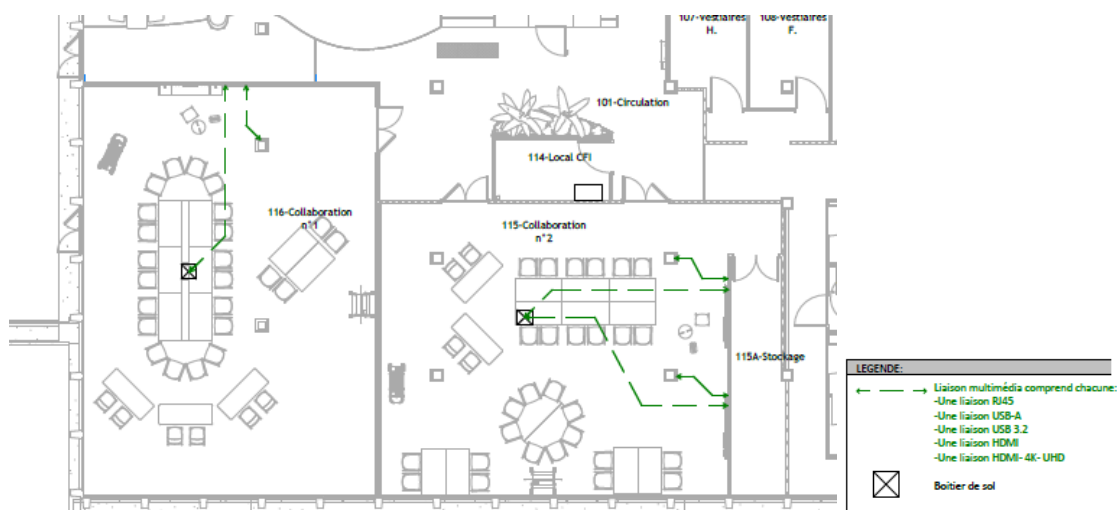 107-Vestiaires
H.
108-Vestiaires
F.
101-Circulation
114-Local CFI
116-Collaboration
n°1
115-Collaboration
n°2
115A-Stockage
LEGENDE:
Liaison multimédia comprend chacune:
-Une liaison RJ45
-Une liaison USB-A
-Une liaison USB 3.2
-Une liaison HDMI
-Une liaison HDMI- 4K- UHD
Boitier de sol